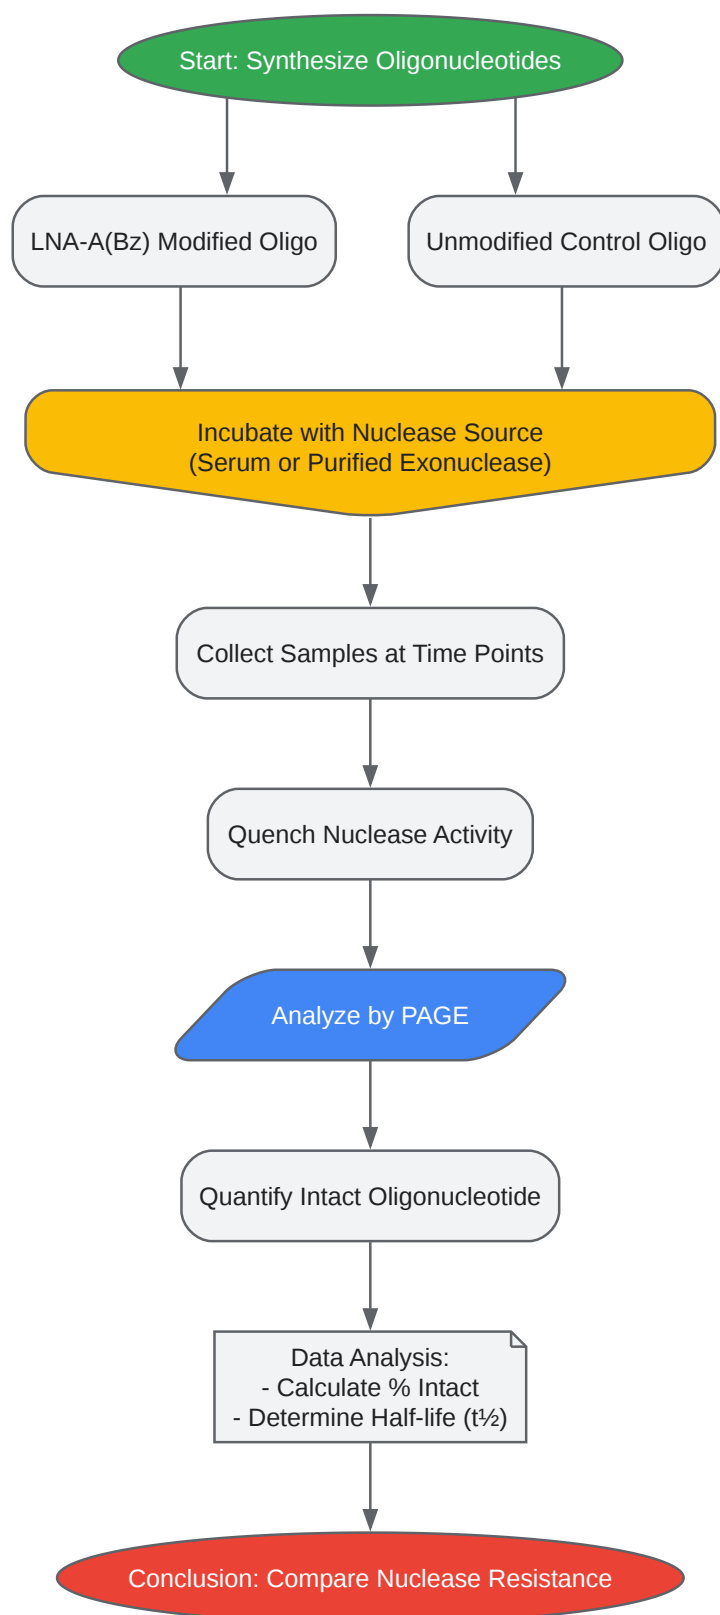 Start: Synthesize Oligonucleotides
LNA-A(Bz) Modified Oligo
Unmodified Control Oligo
Incubate with Nuclease Source
(Serum or Purified Exonuclease)
Collect Samples at Time Points
Quench Nuclease Activity
Analyze by PAGE
Quantify Intact Oligonucleotide
Data Analysis:
- Calculate % Intact
- Determine Half-life (t½)
Conclusion: Compare Nuclease Resistance